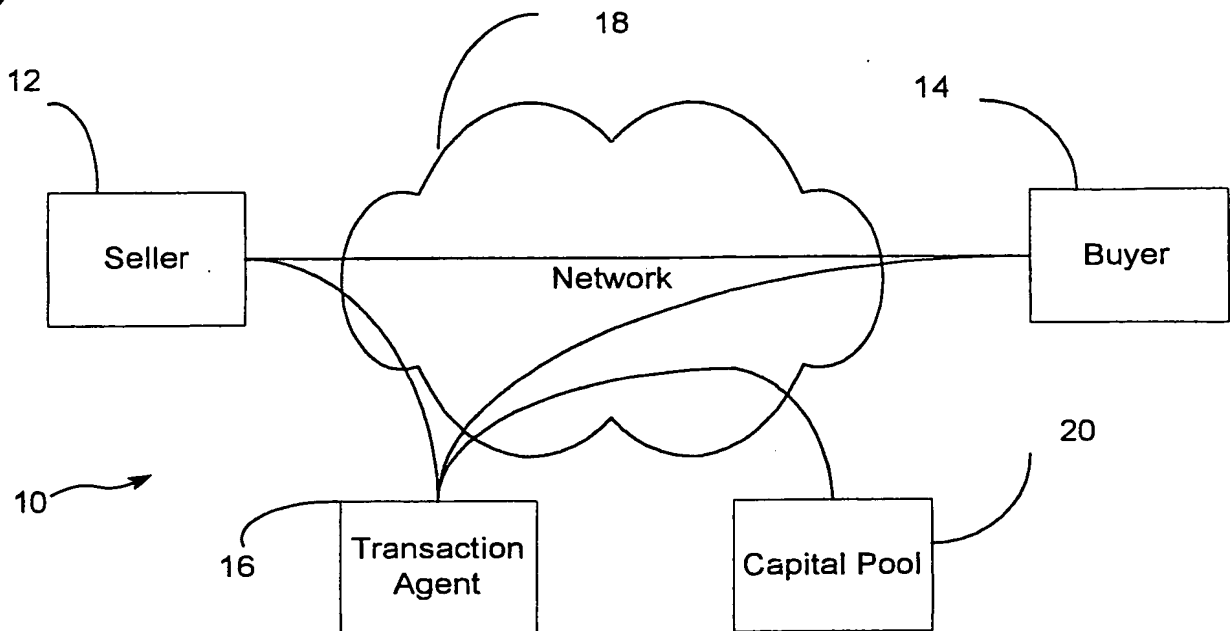 18
12
14
Seller
Network
Buyer
20
10
16
Transaction
Agent
Capital Pool